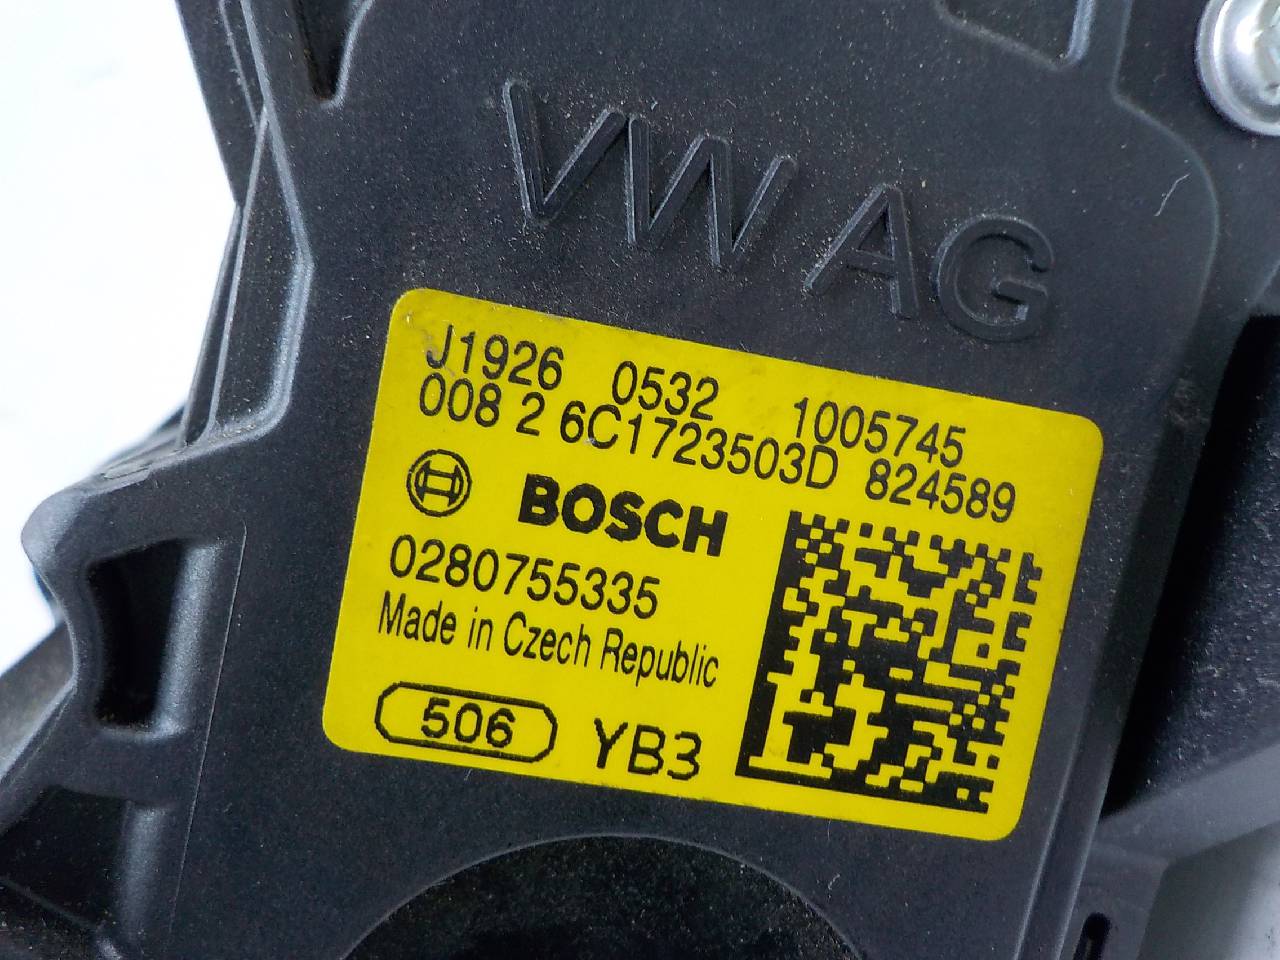 VW AG
J1926 0532 1005745
008 2 6C1723503D 824589
BOSCH
0280755335
Made in Czech Republic
506 YB3